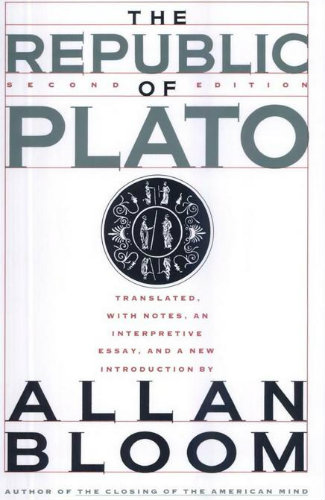 THE
REPUBLIC
SECOND EDITION
OF
PLATO
TRANSLATED,
WITH NOTES, AN
INTERPRETIVE
ESSAY, AND A NEW
INTRODUCTION BY
ALLAN
BLOOM
AUTHOR OF THE CLOSING OF THE AMERICAN MIND